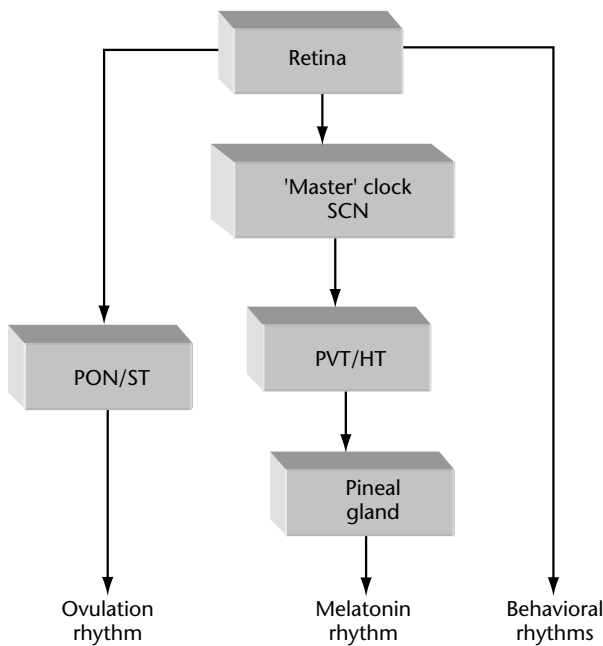 Retina
'Master' clock
SCN
PON/ST
PVT/HT
Pineal
gland
Ovulation
rhythm
Melatonin
rhythm
Behavioral
rhythms